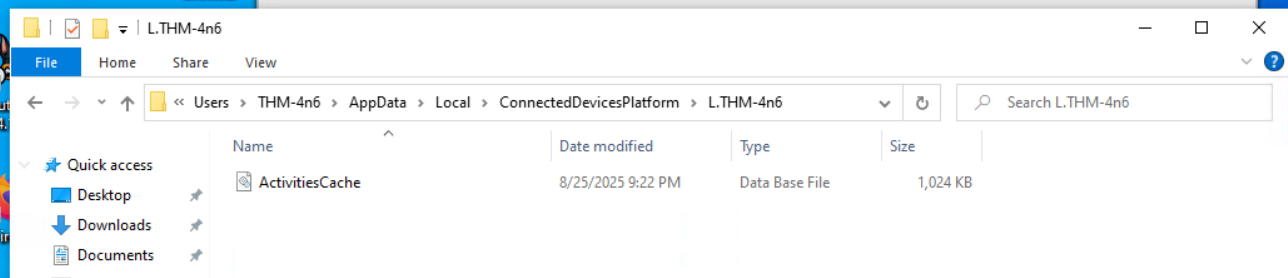 L.THM-4n6
File Home Share View
« Users > THM-4n6 > AppData > Local > ConnectedDevicesPlatform > L.THM-4n6 Search L.THM-4n6
Name Date modified Type Size
Quick access
ActivitiesCache 8/25/2025 9:22 PM Data Base File 1,024 KB
Desktop
Downloads
Documents